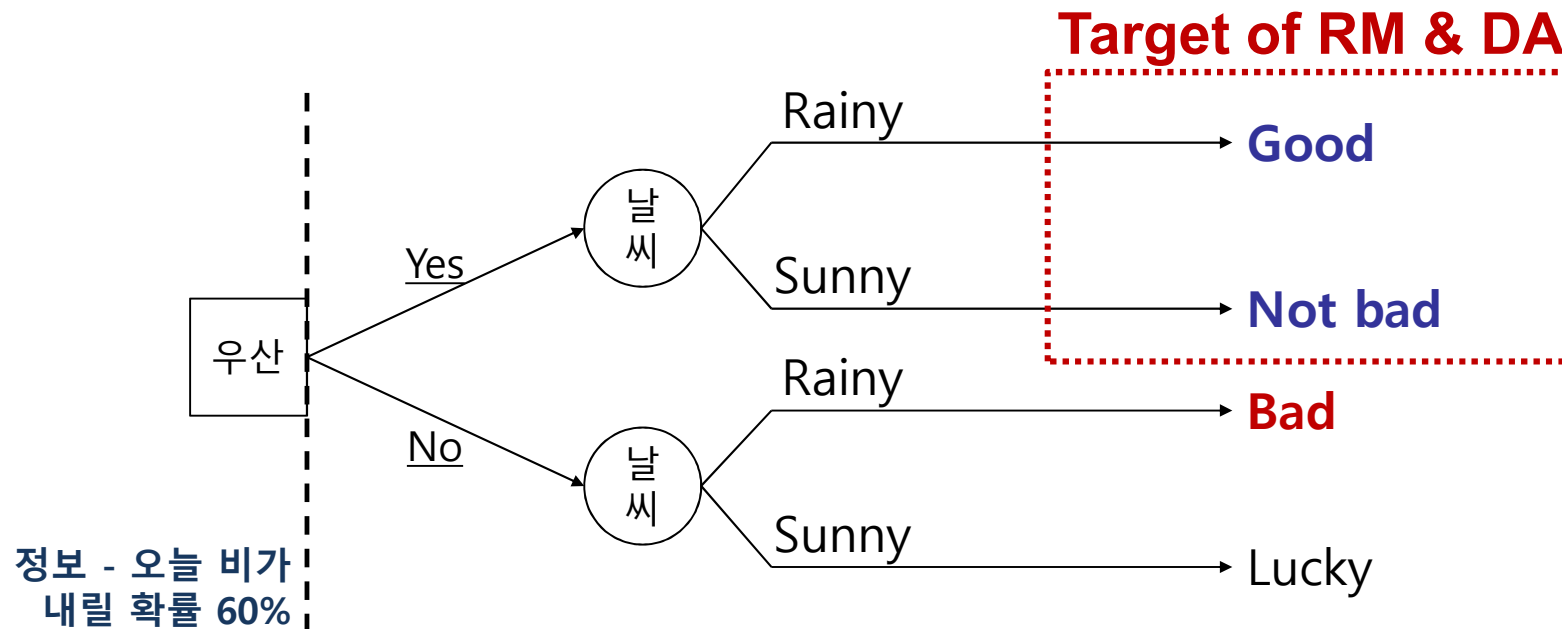 Target of RM & DA
Rainy
Good
날
씨
Yes
Sunny
Not bad
우산
Rainy
Bad
No
날
씨
Sunny
Lucky
정보 - 오늘 비가
내릴 확률 60%